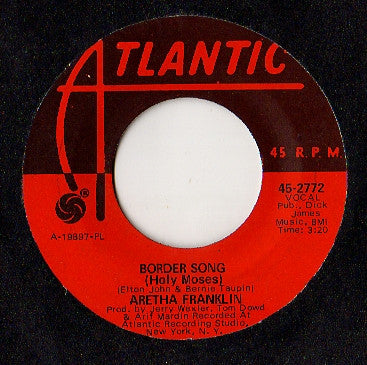 ATLANTIC
45 R.P.M.
45-2772
VOCAL
Pub., Dick
James
Music, BMI
Time: 3:20
A-19697-PL
BORDER SONG
(Holy Moses)
(Elton John & Bernie Taupin)
ARETHA FRANKLIN
Prod. by Jerry Wexler, Tom Dowd
& Arif Mardin Recorded At
Atlantic Recording Studio,
New York, N. Y.